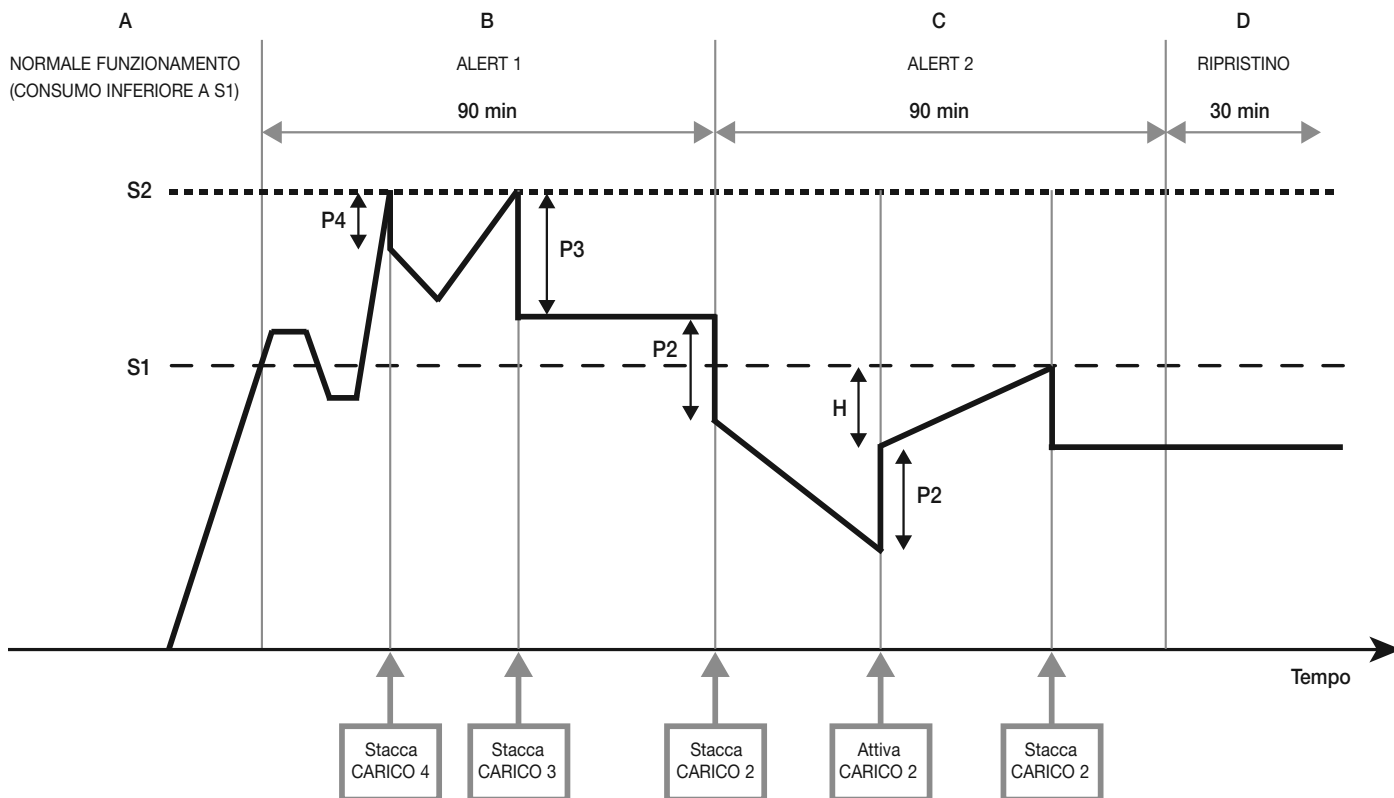 A
B
C
D
NORMALE FUNZIONAMENTO
(CONSUMO INFERIORE A S1)
ALERT 1
ALERT 2
RIPRISTINO
90 min
90 min
30 min
S2
P4
P3
S1
P2
H
P2
Tempo
Stacca
CARICO 4
Stacca
CARICO 3
Stacca
CARICO 2
Attiva
CARICO 2
Stacca
CARICO 2